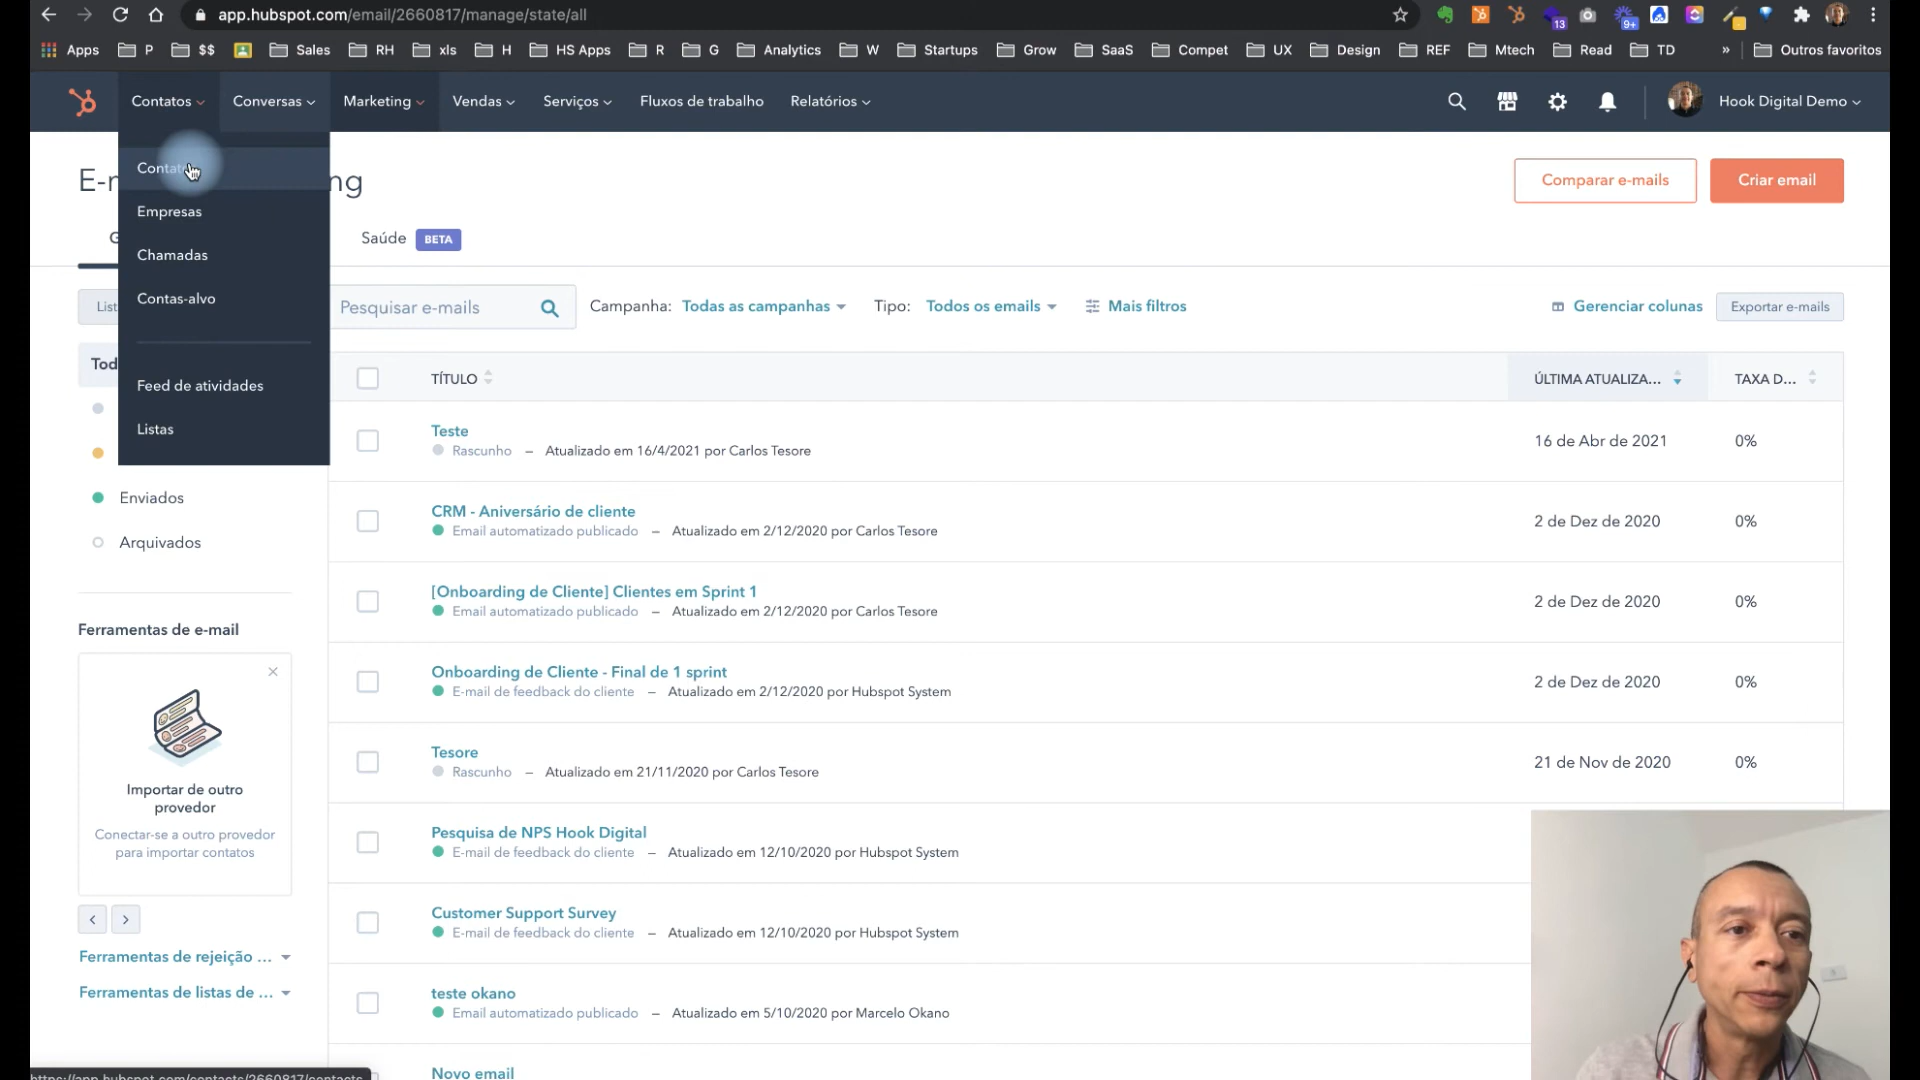 app.hubspot.com/email/2660817/manage/state/all
13
9+
Apps P $$ Sales RH xls H HS Apps R G Analytics W Startups Grow SaaS Compet UX Design REF Mtech Read TD » Outros favoritos
Contatos Conversas Marketing Vendas Serviços Fluxos de trabalho Relatórios Hook Digital Demo
Empresas
Chamadas
Contas-alvo
Feed de atividades
Listas
Comparar e-mails Criar email
Saúde BETA
Pesquisar e-mails Campanha: Todas as campanhas Tipo: Todos os emails Mais filtros Gerenciar colunas Exportar e-mails
Enviados
Arquivados
Ferramentas de e-mail
Importar de outro
provedor
Conectar-se a outro provedor
para importar contatos
Ferramentas de rejeição ...
Ferramentas de listas de ...
TÍTULO ÚLTIMA ATUALIZA... TAXA D...
Teste
Rascunho – Atualizado em 16/4/2021 por Carlos Tesore
16 de Abr de 2021 0%
CRM - Aniversário de cliente
Email automatizado publicado – Atualizado em 2/12/2020 por Carlos Tesore
2 de Dez de 2020 0%
[Onboarding de Cliente] Clientes em Sprint 1
Email automatizado publicado – Atualizado em 2/12/2020 por Carlos Tesore
2 de Dez de 2020 0%
Onboarding de Cliente - Final de 1 sprint
E-mail de feedback do cliente – Atualizado em 2/12/2020 por Hubspot System
2 de Dez de 2020 0%
Tesore
Rascunho – Atualizado em 21/11/2020 por Carlos Tesore
21 de Nov de 2020 0%
Pesquisa de NPS Hook Digital
E-mail de feedback do cliente – Atualizado em 12/10/2020 por Hubspot System
Customer Support Survey
E-mail de feedback do cliente – Atualizado em 12/10/2020 por Hubspot System
teste okano
Email automatizado publicado – Atualizado em 5/10/2020 por Marcelo Okano
Novo email
https://app.hubspot.com/contacts/2660817/contacts